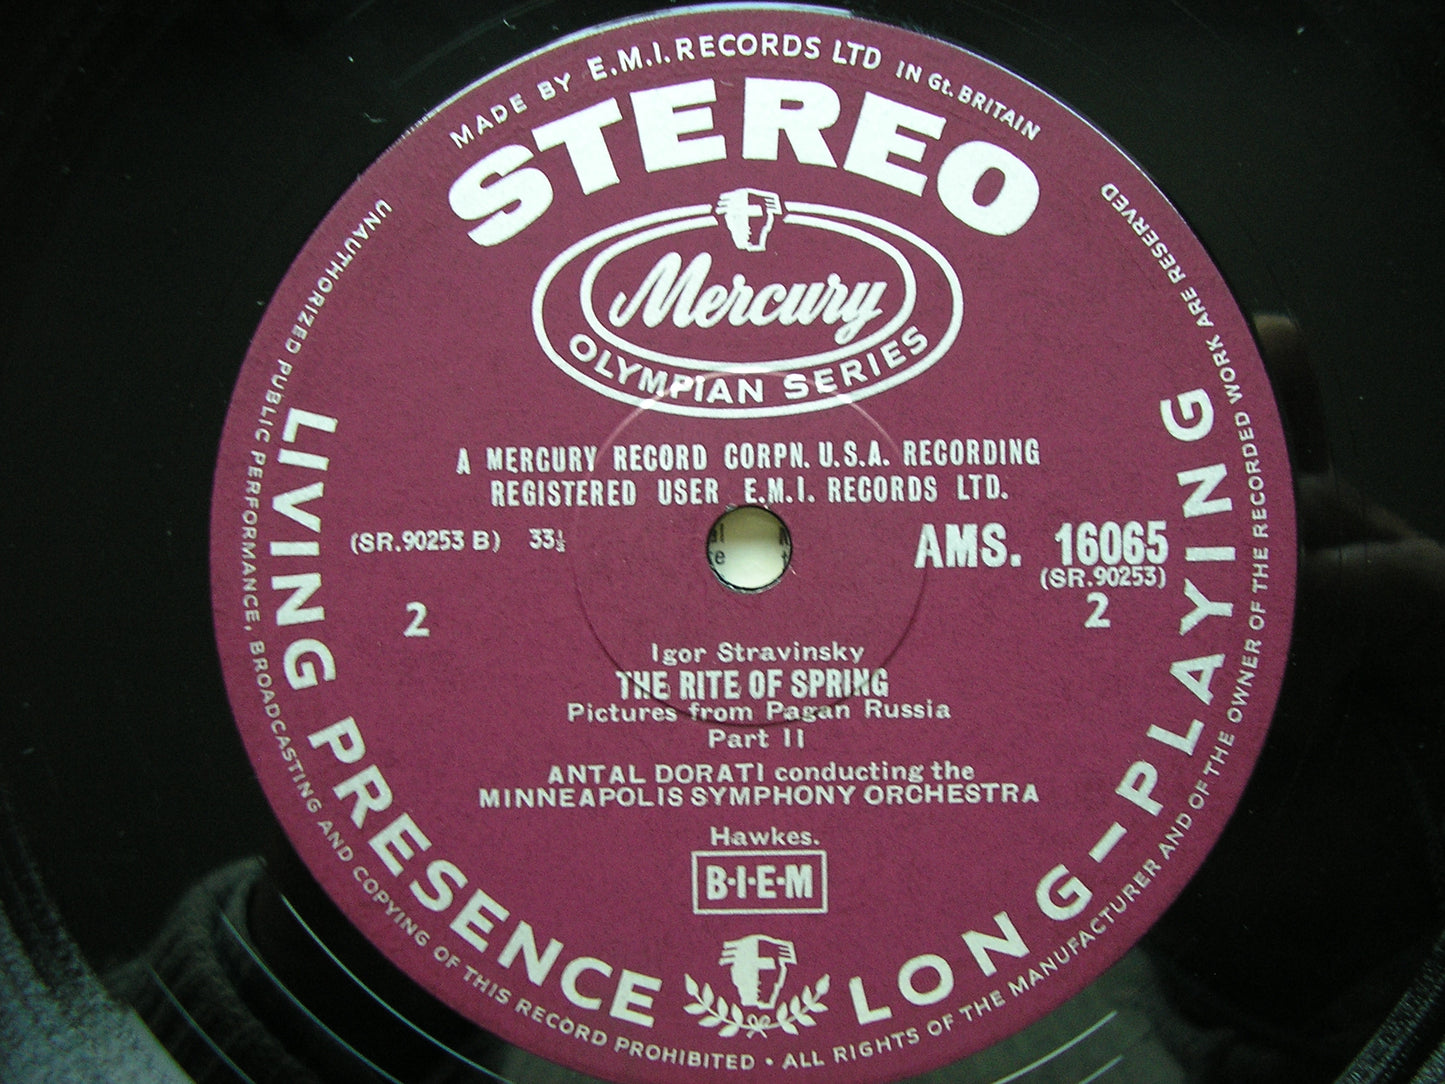 MADE BY E.M.I. RECORDS LTD IN Gt. BRITAIN
STEREO
Mercury
OLYMPIAN SERIES
A MERCURY RECORD CORPN. U.S.A. RECORDING
REGISTERED USER E.M.I. RECORDS LTD.
(SR.90253 B) 33⅓
AMS. 16065
(SR.90253)
2
2
Igor Stravinsky
THE RITE OF SPRING
Pictures from Pagan Russia
Part II
ANTAL DORATI conducting the
MINNEAPOLIS SYMPHONY ORCHESTRA
Hawkes.
B·I·E·M
LIVING PRESENCE
LONG-PLAYING
UNAUTHORIZED PUBLIC PERFORMANCE, BROADCASTING AND COPYING OF THIS RECORD PROHIBITED • ALL RIGHTS OF THE MANUFACTURER AND OF THE OWNER OF THE RECORDED WORK ARE RESERVED